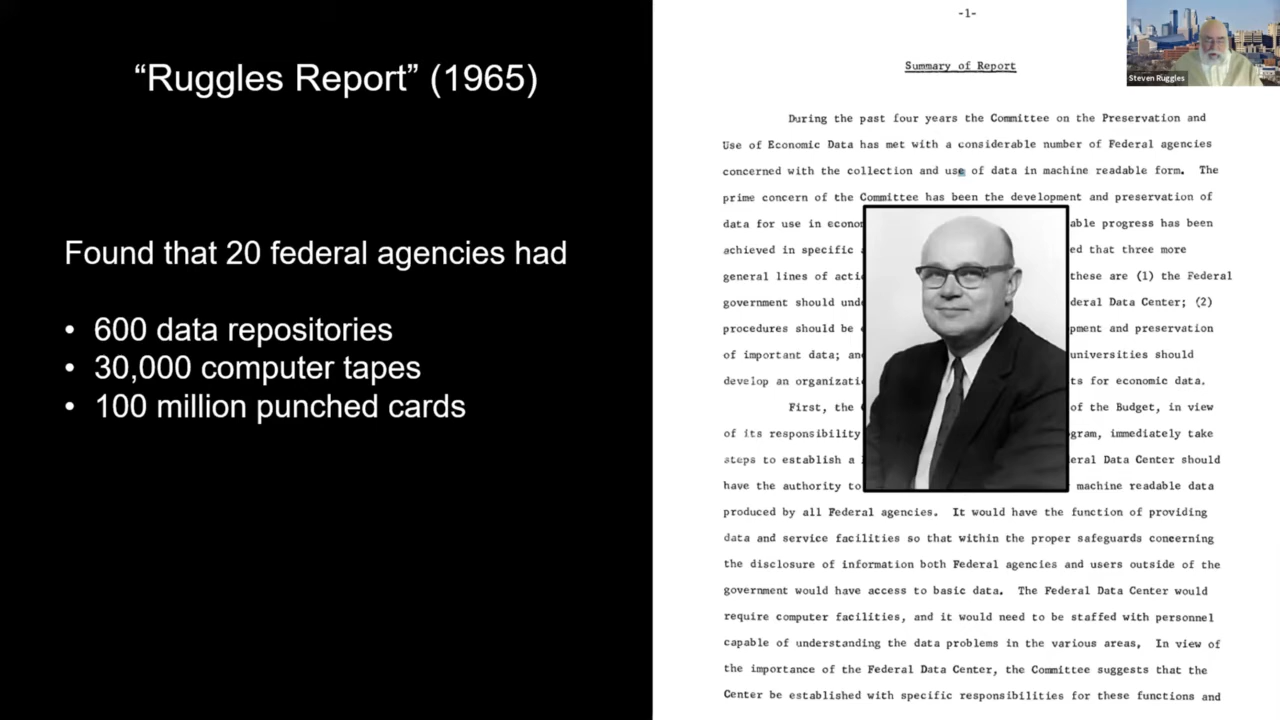 “Ruggles Report” (1965)
Found that 20 federal agencies had
• 600 data repositories
• 30,000 computer tapes
• 100 million punched cards
-1-
Summary of Report
During the past four years the Committee on the Preservation and
Use of Economic Data has met with a considerable number of Federal agencies
concerned with the collection and use of data in machine readable form. The
prime concern of the Committee has been the development and preservation of
data for use in econo able progress has been
achieved in specific ed that three more
general lines of acti these are (1) the Federal
government should und deral Data Center; (2)
procedures should be pment and preservation
of important data; an universities should
develop an organizati ts for economic data.
First, the of the Budget, in view
of its responsibility gram, immediately take
steps to establish a eral Data Center should
have the authority to machine readable data
produced by all Federal agencies. It would have the function of providing
data and service facilities so that within the proper safeguards concerning
the disclosure of information both Federal agencies and users outside of the
government would have access to basic data. The Federal Data Center would
require computer facilities, and it would need to be staffed with personnel
capable of understanding the data problems in the various areas, In view of
the importance of the Federal Data Center, the Committee suggests that the
Center be established with specific responsibilities for these functions and
Steven Ruggles